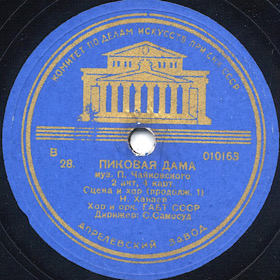 КОМИТЕТ ПО ДЕЛАМ ИСКУССТВ ПРИ СНК СССР
В
28.
ПИКОВАЯ ДАМА
010163
муз. П. Чайковского
2 акт, 1 карт.
Сцена и хор (продолж. 1)
Н. Ханаев
Хор и орк. ГАБТ СССР
Дирижер: С. Самосуд
АПРЕЛЕВСКИЙ ЗАВОД